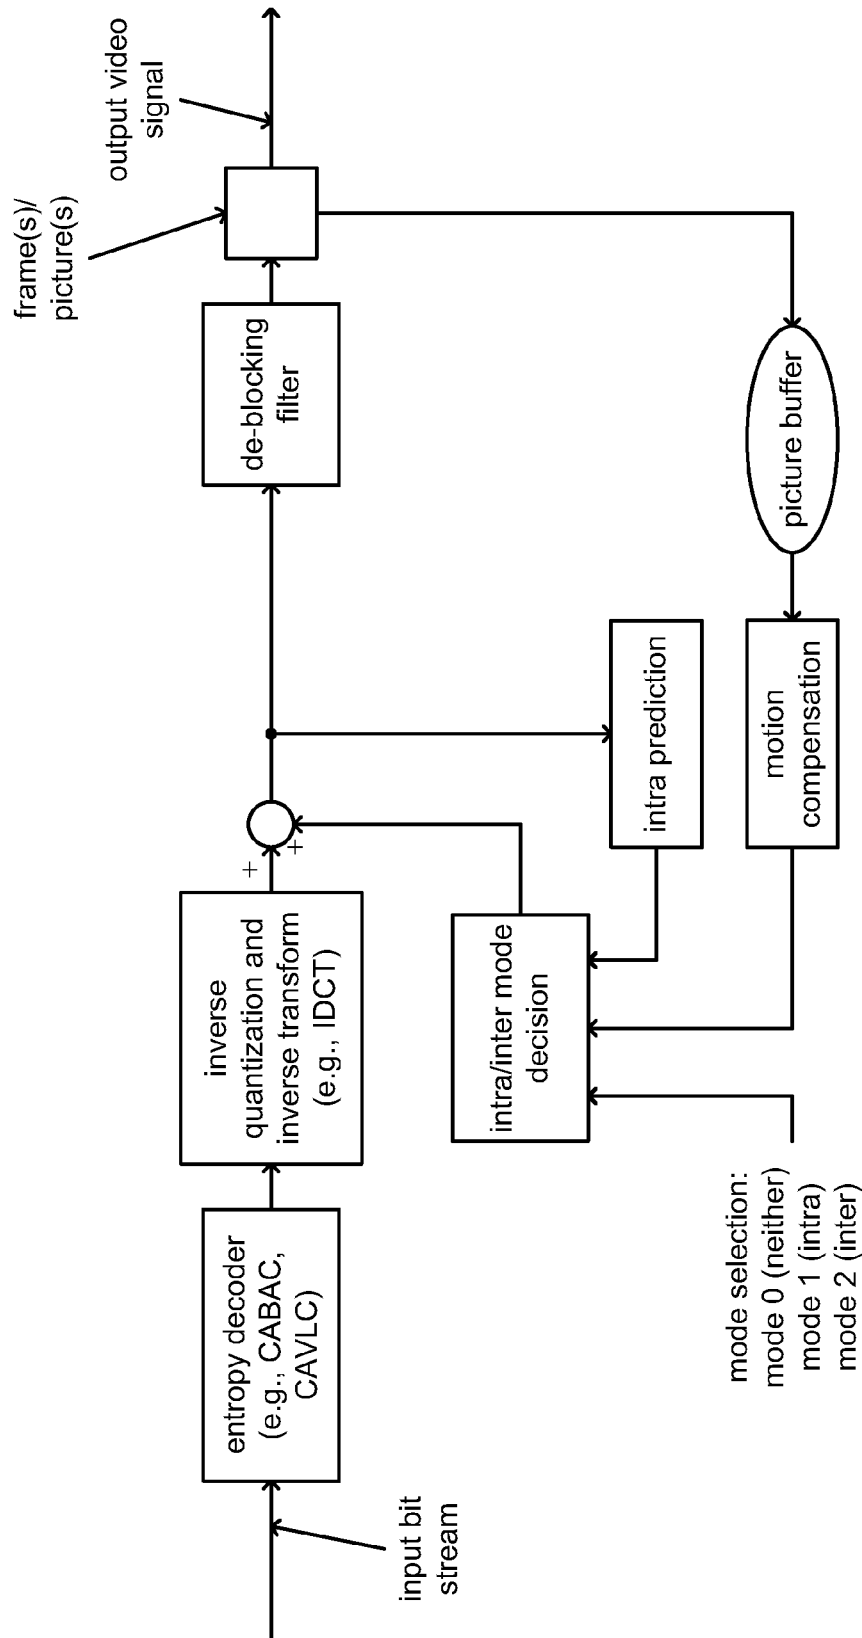 input bit
stream
entropy decoder
(e.g., CABAC,
CAVLC)
inverse
quantization and
inverse transform
(e.g., IDCT)
+
+
de-blocking
filter
frame(s)/
picture(s)
output video
signal
intra/inter mode
decision
intra prediction
motion
compensation
picture buffer
mode selection:
mode 0 (neither)
mode 1 (intra)
mode 2 (inter)